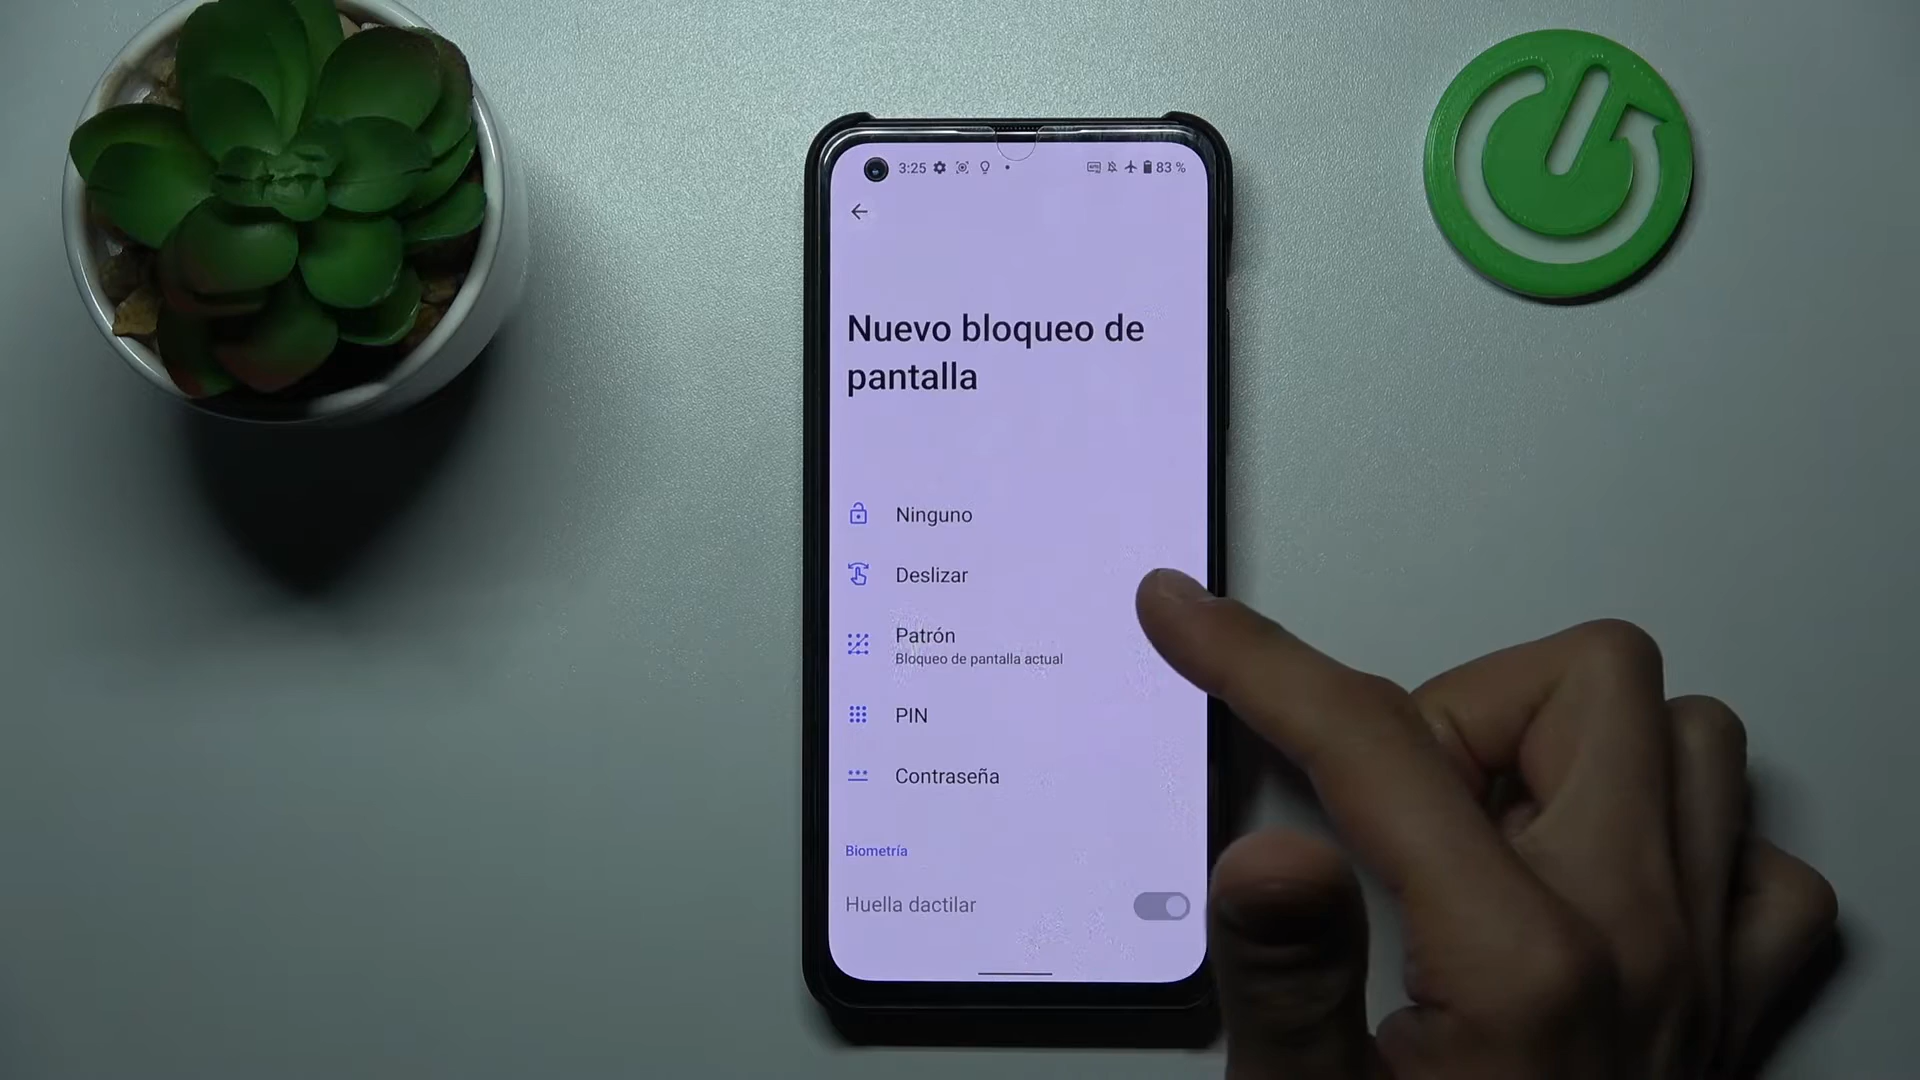 3:25 83 %
Nuevo bloqueo de
pantalla
Ninguno
Deslizar
Patrón
Bloqueo de pantalla actual
PIN
Contraseña
Biometría
Huella dactilar